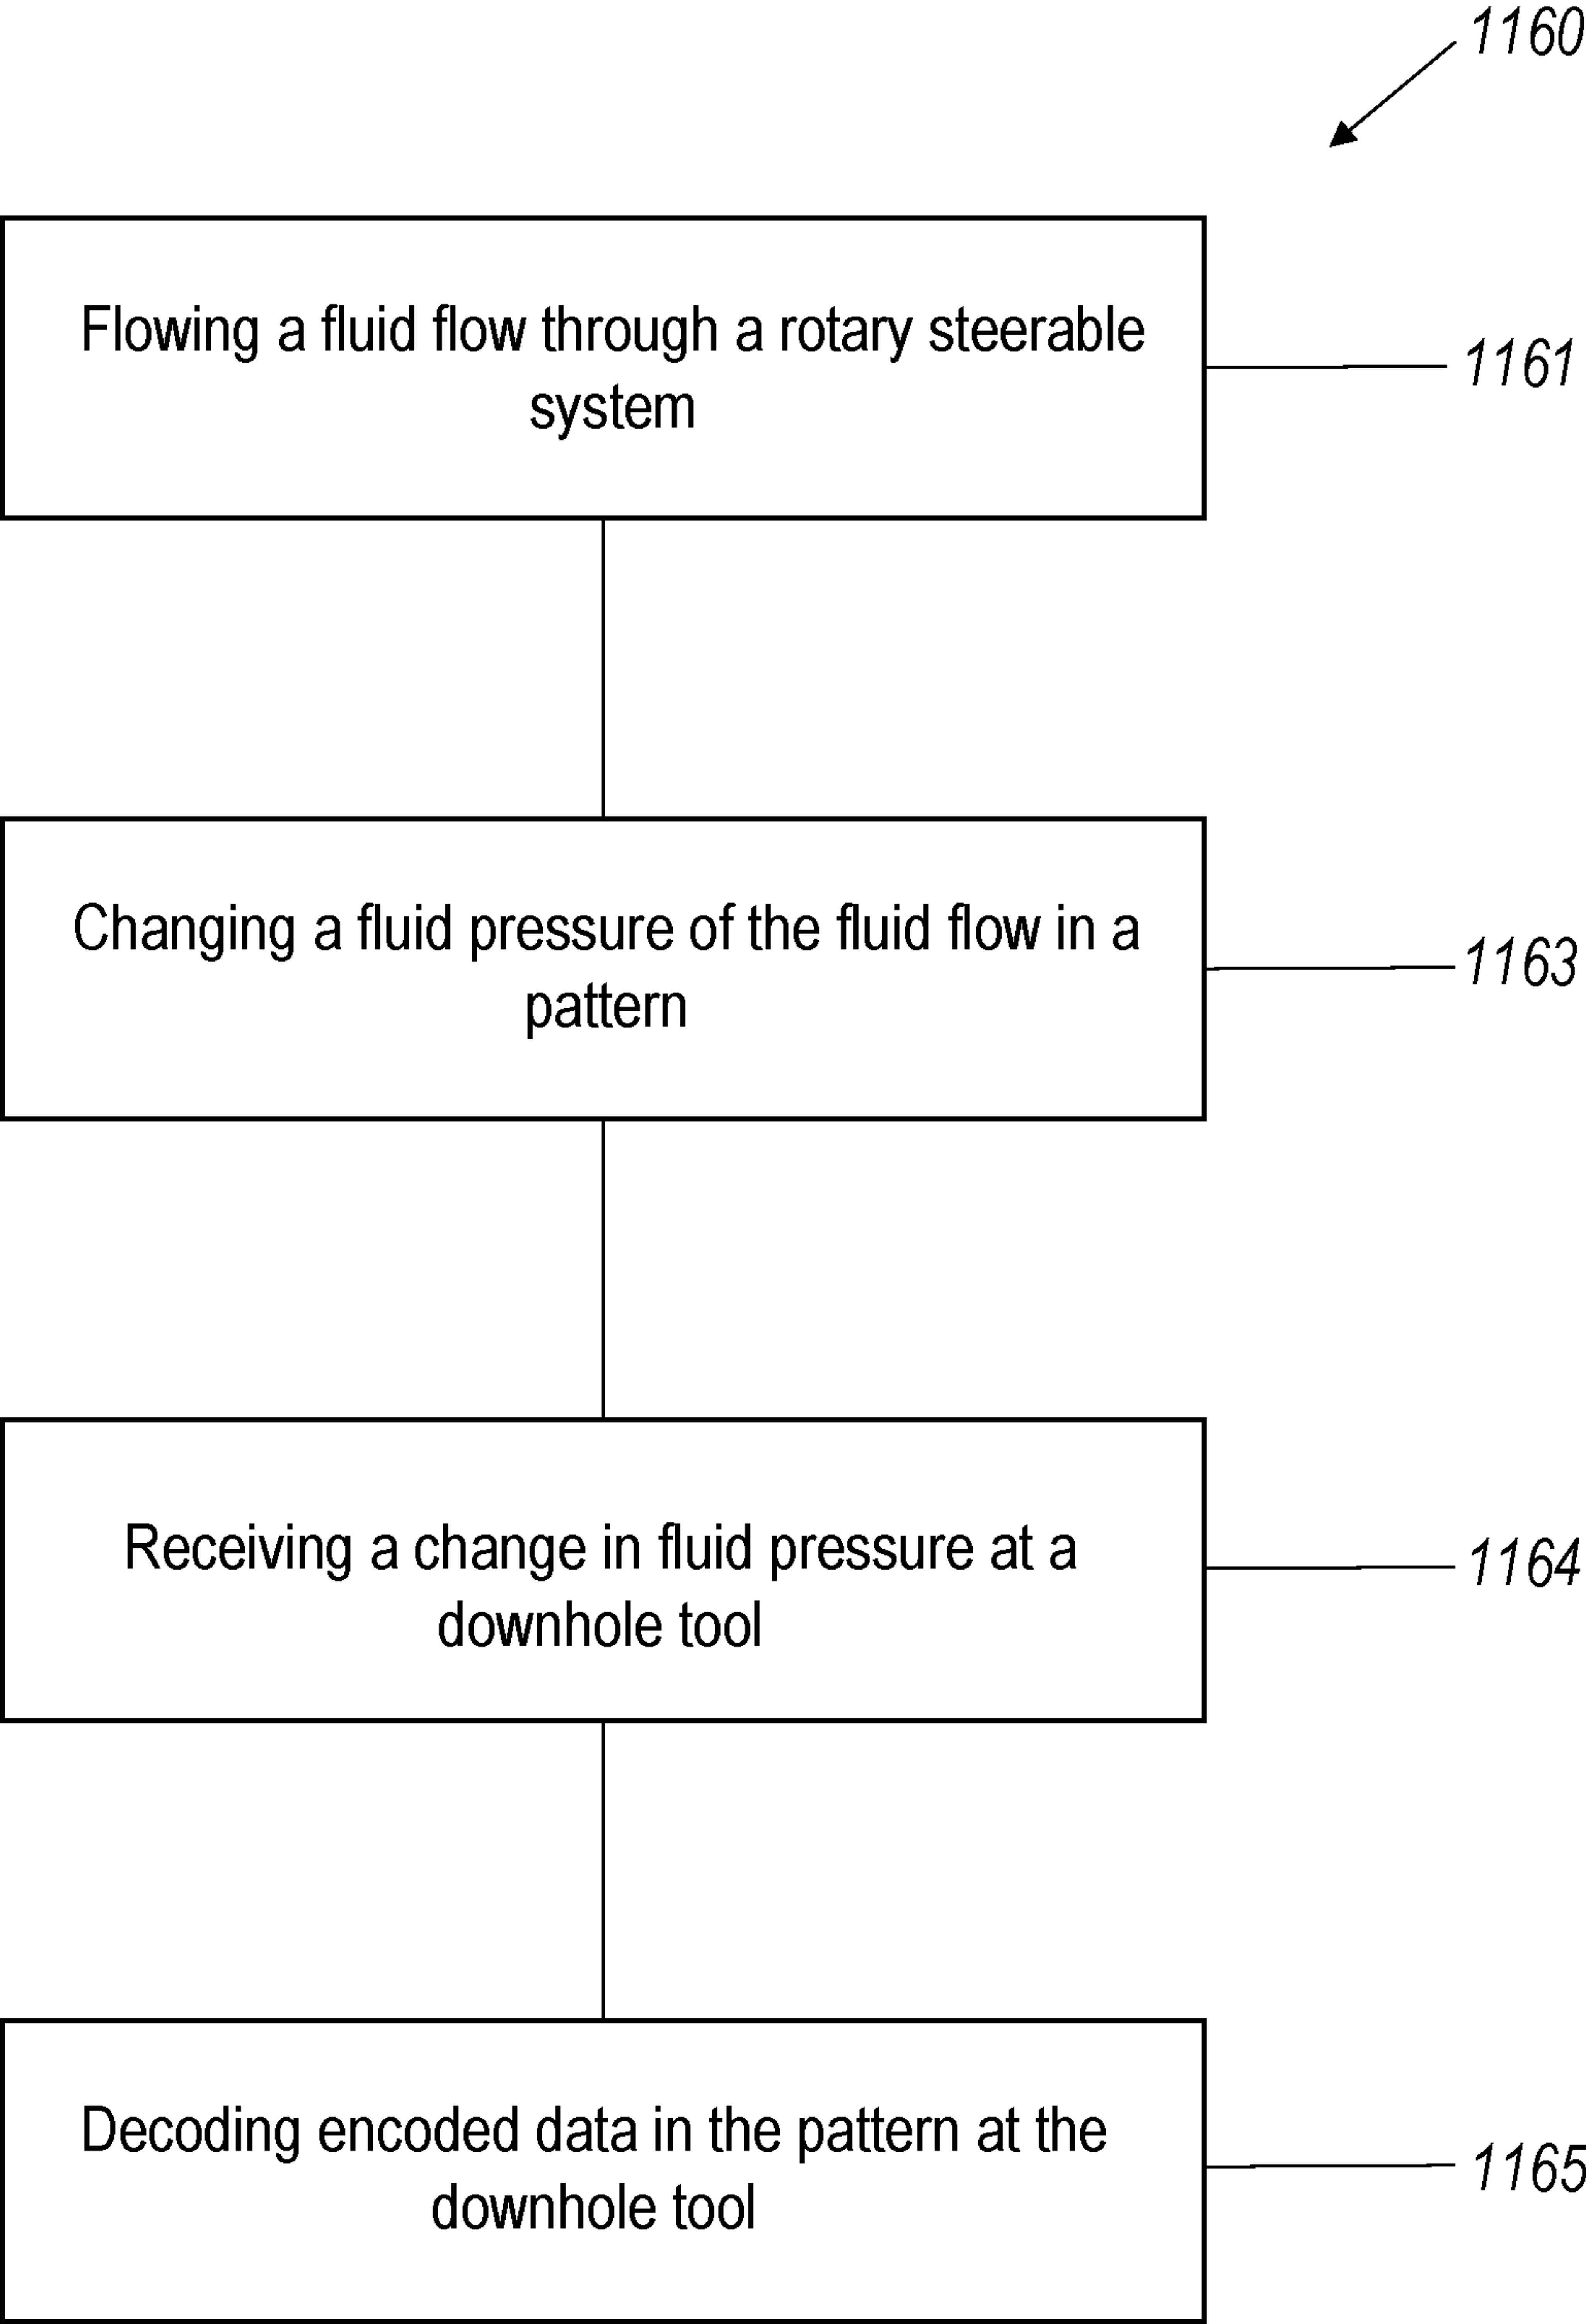 1160
Flowing a fluid flow through a rotary steerable
system
1161
Changing a fluid pressure of the fluid flow in a
pattern
1163
Receiving a change in fluid pressure at a
downhole tool
1164
Decoding encoded data in the pattern at the
downhole tool
1165